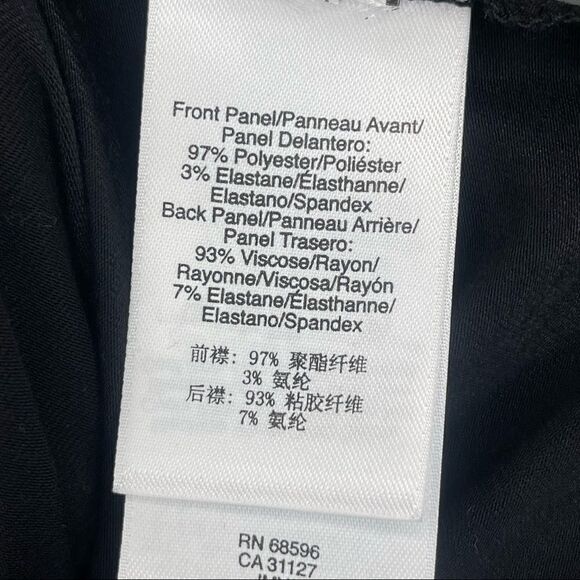 Front Panel/Panneau Avant/
Panel Delantero:
97% Polyester/Poliéster
3% Elastane/Élasthanne/
Elastano/Spandex
Back Panel/Panneau Arrière/
Panel Trasero:
93% Viscose/Rayon/
Rayonne/Viscosa/Rayón
7% Elastane/Élasthanne/
Elastano/Spandex
前襟: 97% 聚酯纤维
3% 氨纶
后襟: 93% 粘胶纤维
7% 氨纶
RN 68596
CA 31127